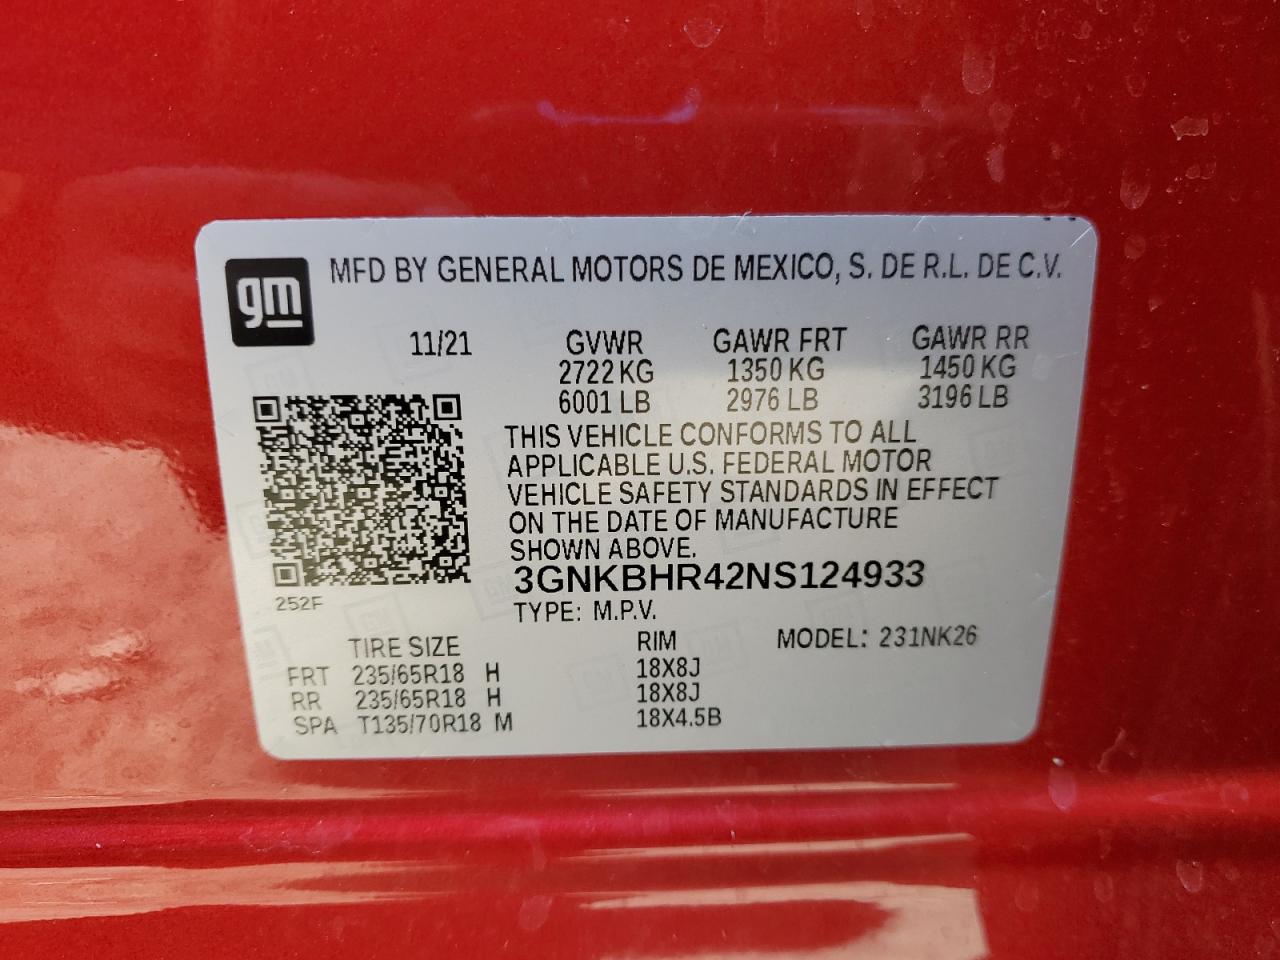 gm
MFD BY GENERAL MOTORS DE MEXICO, S. DE R.L. DE C.V.
11/21 GVWR GAWR FRT GAWR RR
2722 KG 1350 KG 1450 KG
6001 LB 2976 LB 3196 LB
THIS VEHICLE CONFORMS TO ALL
APPLICABLE U.S. FEDERAL MOTOR
VEHICLE SAFETY STANDARDS IN EFFECT
ON THE DATE OF MANUFACTURE
SHOWN ABOVE.
3GNKBHR42NS124933
252F
TYPE: M.P.V.
TIRE SIZE RIM MODEL: 231NK26
FRT 235/65R18 H 18X8J
RR 235/65R18 H 18X8J
SPA T135/70R18 M 18X4.5B